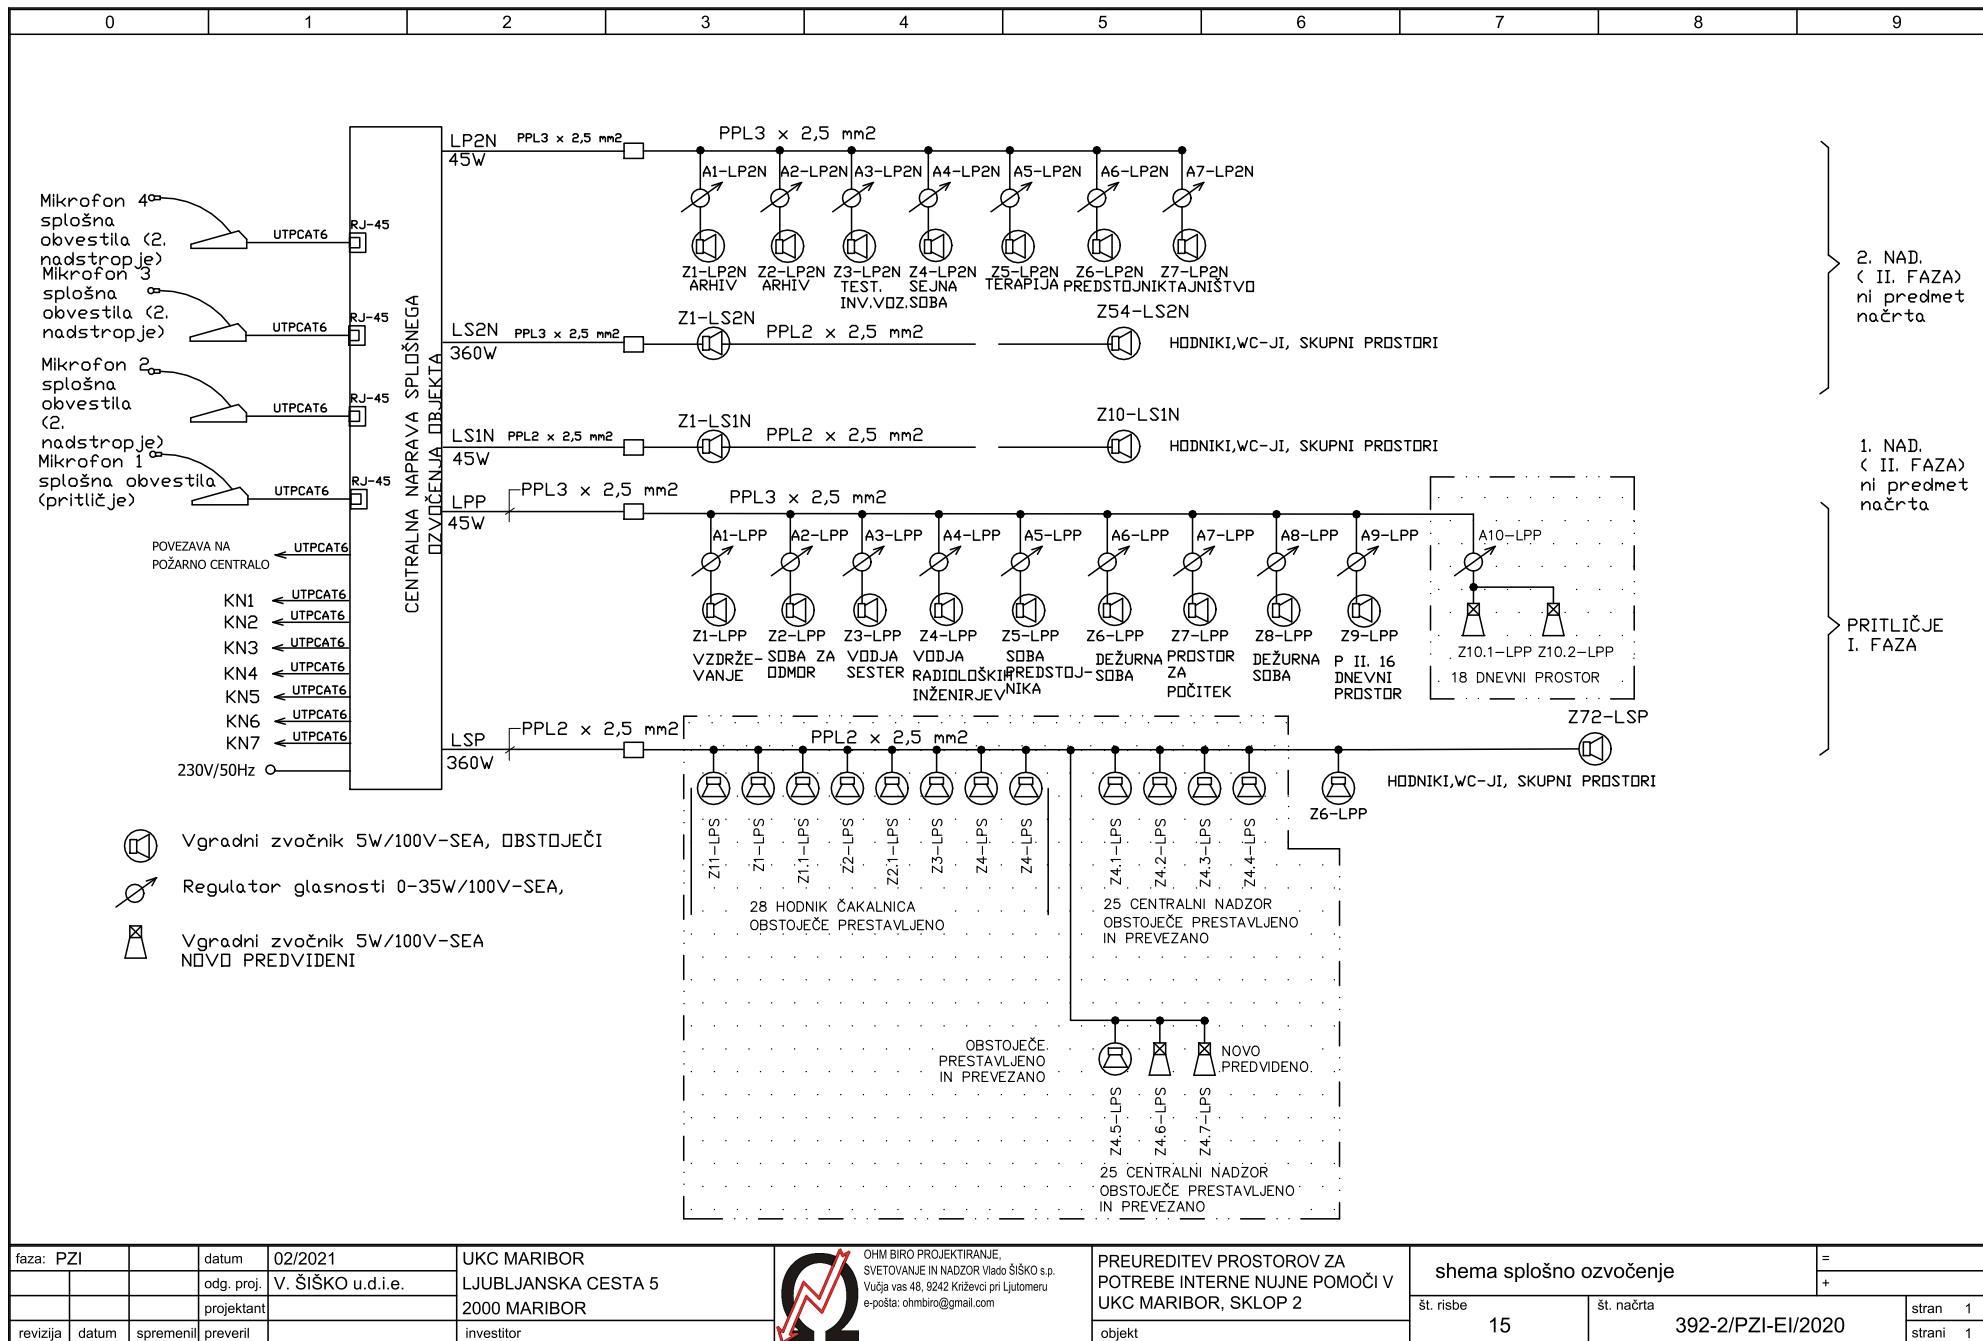 0 1 2 3 4 5 6 7 8 9
LP2N
45W
PPL3 x 2,5 mm2
PPL3 x 2,5 mm2
A1-LP2N A2-LP2N A3-LP2N A4-LP2N A5-LP2N A6-LP2N A7-LP2N
Z1-LP2N
ARHIV
Z2-LP2N
ARHIV
Z3-LP2N
TEST.
INV.VOZ.
Z4-LP2N
SEJNA
SOBA
Z5-LP2N
TERAPIJA
Z6-LP2N
PREDSTOJNIK
Z7-LP2N
TAJNIŠTVO
2. NAD.
( II. FAZA)
ni predmet
načrta
Mikrofon 4
splošna
obvestila (2.
nadstropje)
UTPCAT6
RJ-45
Mikrofon 3
splošna
obvestila (2.
nadstropje)
UTPCAT6
RJ-45
Mikrofon 2
splošna
obvestila
(2.
nadstropje)
UTPCAT6
RJ-45
Mikrofon 1
splošna obvestila
(pritličje)
UTPCAT6
RJ-45
CENTRALNA NAPRAVA SPLOŠNEGA
OZVOČENJA OBJEKTA
LS2N
360W
PPL3 x 2,5 mm2
Z1-LS2N
PPL2 x 2,5 mm2
Z54-LS2N
HODNIKI,WC-JI, SKUPNI PROSTORI
LS1N
45W
PPL2 x 2,5 mm2
Z1-LS1N
PPL2 x 2,5 mm2
Z10-LS1N
HODNIKI,WC-JI, SKUPNI PROSTORI
1. NAD.
( II. FAZA)
ni predmet
načrta
LPP
45W
PPL3 x 2,5 mm2
PPL3 x 2,5 mm2
A1-LPP A2-LPP A3-LPP A4-LPP A5-LPP A6-LPP A7-LPP A8-LPP A9-LPP A10-LPP
Z1-LPP
VZDRŽE-
VANJE
Z2-LPP
SOBA ZA
ODMOR
Z3-LPP
VODJA
SESTER
Z4-LPP
VODJA
RADIOLOŠKIH
INŽENIRJEV
Z5-LPP
SOBA
PREDSTOJ-
NIKA
Z6-LPP
DEŽURNA
SOBA
Z7-LPP
PROSTOR
ZA
POČITEK
Z8-LPP
DEŽURNA
SOBA
Z9-LPP
P II. 16
DNEVNI
PROSTOR
Z10.1-LPP Z10.2-LPP
18 DNEVNI PROSTOR
PRITLIČJE
I. FAZA
POVEZAVA NA
POŽARNO CENTRALO
UTPCAT6
KN1 UTPCAT6
KN2 UTPCAT6
KN3 UTPCAT6
KN4 UTPCAT6
KN5 UTPCAT6
KN6 UTPCAT6
KN7 UTPCAT6
230V/50Hz
LSP
360W
PPL2 x 2,5 mm2
PPL2 x 2,5 mm2
Z72-LSP
HODNIKI,WC-JI, SKUPNI PROSTORI
Z6-LPP
Z11-LPS
Z1-LPS
Z1.1-LPS
Z2-LPS
Z2.1-LPS
Z3-LPS
Z4-LPS
Z4-LPS
Z4.1-LPS
Z4.2-LPS
Z4.3-LPS
Z4.4-LPS
28 HODNIK ČAKALNICA
OBSTOJEČE PRESTAVLJENO
25 CENTRALNI NADZOR
OBSTOJEČE PRESTAVLJENO
IN PREVEZANO
OBSTOJEČE
PRESTAVLJENO
IN PREVEZANO
NOVO
PREDVIDENO
Z4.5-LPS
Z4.6-LPS
Z4.7-LPS
25 CENTRALNI NADZOR
OBSTOJEČE PRESTAVLJENO
IN PREVEZANO
Vgradni zvočnik 5W/100V-SEA, OBSTOJEČI
Regulator glasnosti 0-35W/100V-SEA,
Vgradni zvočnik 5W/100V-SEA
NOVO PREDVIDENI
faza: PZI
datum 02/2021
odg. proj. V. ŠIŠKO u.d.i.e.
projektant
revizija datum spremenil preveril
UKC MARIBOR
LJUBLJANSKA CESTA 5
2000 MARIBOR
investitor
OHM BIRO PROJEKTIRANJE,
SVETOVANJE IN NADZOR Vlado ŠIŠKO s.p.
Vučja vas 48, 9242 Križevci pri Ljutomeru
e-pošta: ohmbiro@gmail.com
PREUREDITEV PROSTOROV ZA
POTREBE INTERNE NUJNE POMOČI V
UKC MARIBOR, SKLOP 2
objekt
shema splošno ozvočenje
=
+
št. risbe
15
št. načrta
392-2/PZI-EI/2020
stran 1
strani 1